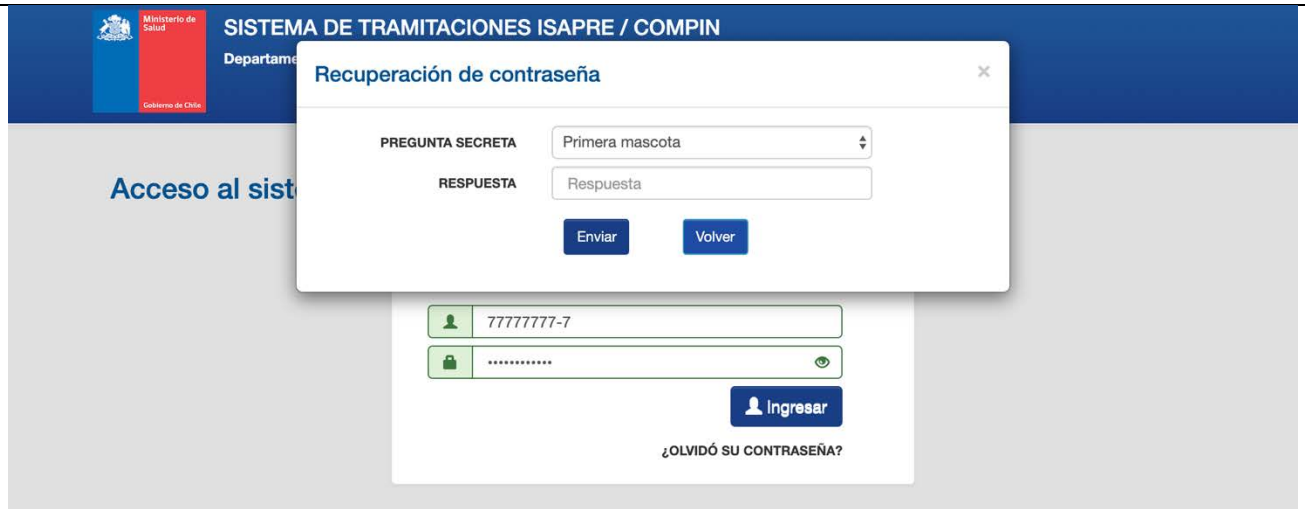 Ministerio de
Salud
Gobierno de Chile
SISTEMA DE TRAMITACIONES ISAPRE / COMPIN
Departame
Recuperación de contraseña
×
PREGUNTA SECRETA
Primera mascota
RESPUESTA
Respuesta
Enviar
Volver
Acceso al sist
77777777-7
••••••••••••
Ingresar
¿OLVIDÓ SU CONTRASEÑA?